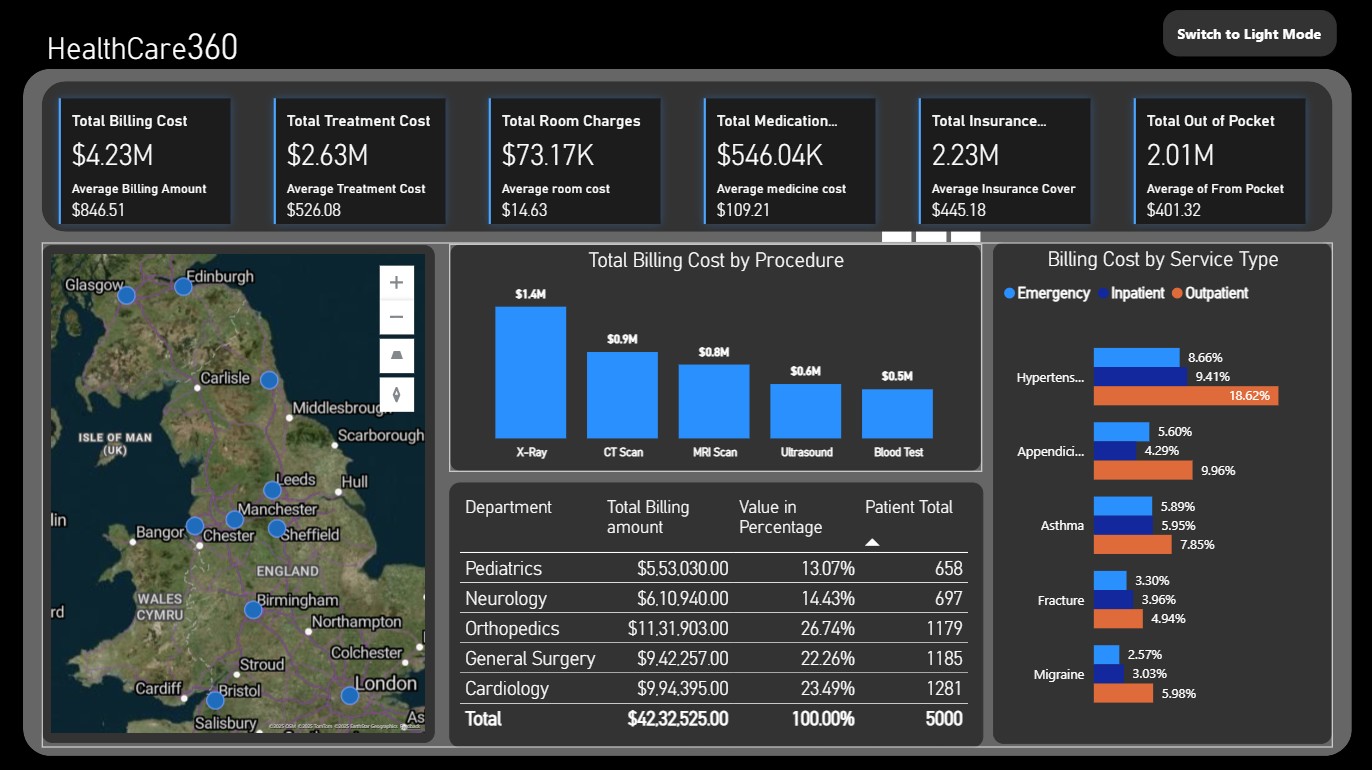 HealthCare360
Switch to Light Mode
Total Billing Cost
$4.23M
Average Billing Amount
$846.51
Total Treatment Cost
$2.63M
Average Treatment Cost
$526.08
Total Room Charges
$73.17K
Average room cost
$14.63
Total Medication...
$546.04K
Average medicine cost
$109.21
Total Insurance...
2.23M
Average Insurance Cover
$445.18
Total Out of Pocket
2.01M
Average of From Pocket
$401.32
Glasgow
Edinburgh
Carlisle
Middlesbroug
ISLE OF MAN
(UK)
Scarborough
Leeds
Hull
lin
Manchester
Bangor
Chester
Sheffield
ENGLAND
rd
WALES
CYMRU
Birmingham
Northampton
Colchester
Stroud
Cardiff
Bristol
London
Salisbury
As
Total Billing Cost by Procedure
$1.4M
$0.9M
$0.8M
$0.6M
$0.5M
X-Ray CT Scan MRI Scan Ultrasound Blood Test
Department Total Billing amount Value in Percentage Patient Total
Pediatrics $5,53,030.00 13.07% 658
Neurology $6,10,940.00 14.43% 697
Orthopedics $11,31,903.00 26.74% 1179
General Surgery $9,42,257.00 22.26% 1185
Cardiology $9,94,395.00 23.49% 1281
Total $42,32,525.00 100.00% 5000
Billing Cost by Service Type
Emergency Inpatient Outpatient
Hypertens...
8.66%
9.41%
18.62%
Appendici...
5.60%
4.29%
9.96%
Asthma
5.89%
5.95%
7.85%
Fracture
3.30%
3.96%
4.94%
Migraine
2.57%
3.03%
5.98%